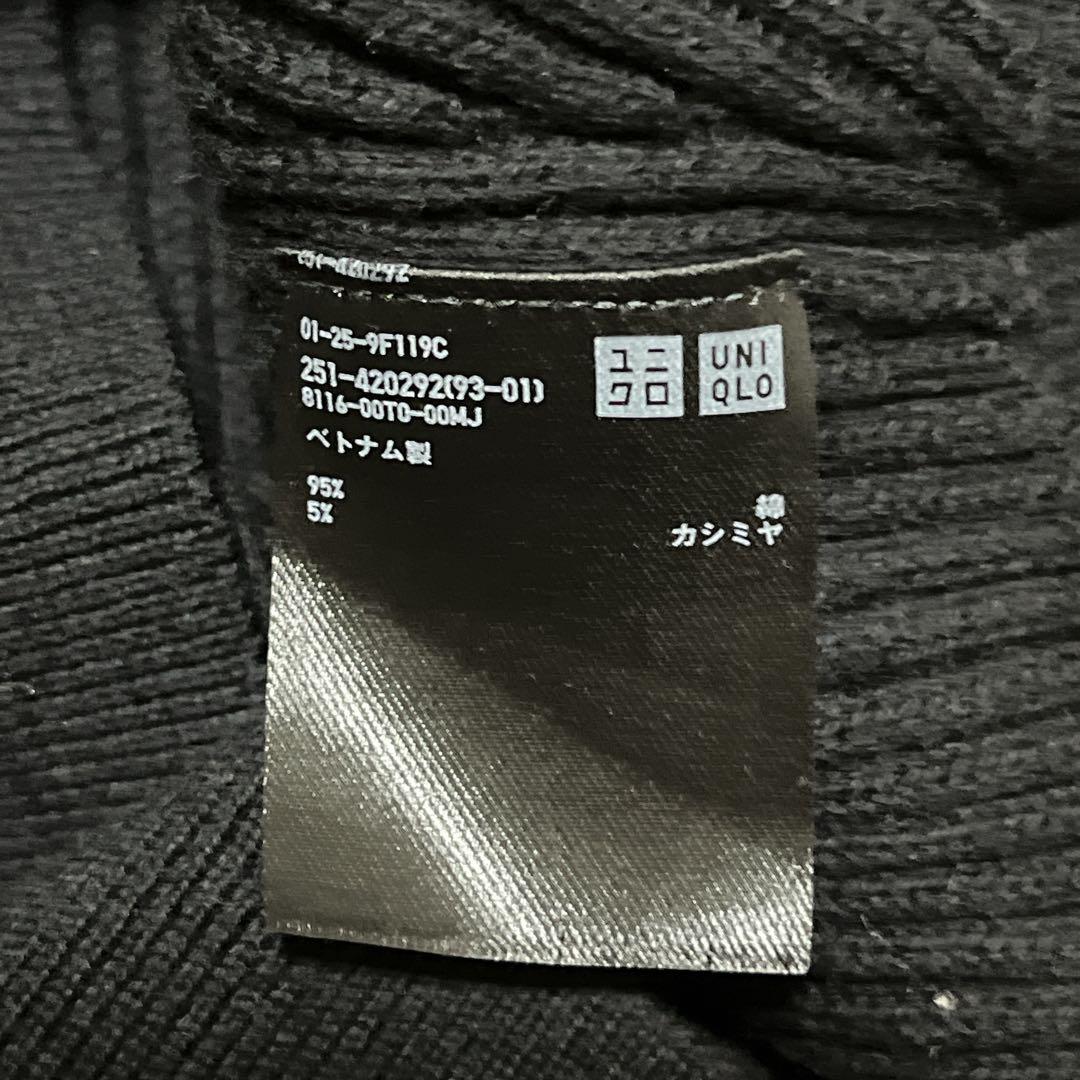 01-25-9F119C
251-420292(93-01)
8116-00T0-00MJ
ベトナム製
ユニ
クロ
UNI
QLO
95% 綿
5% カシミヤ